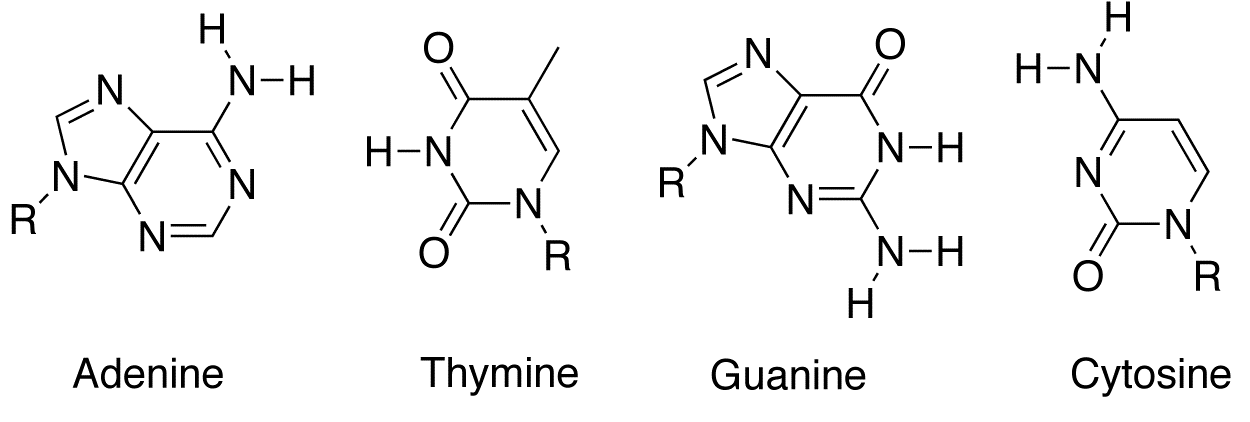 H
N N-H
N N
N
R
O
H-N
O N
R
N O
N N-H
R
N N-H
H
H
H-N
N
O N
R
Adenine Thymine Guanine Cytosine